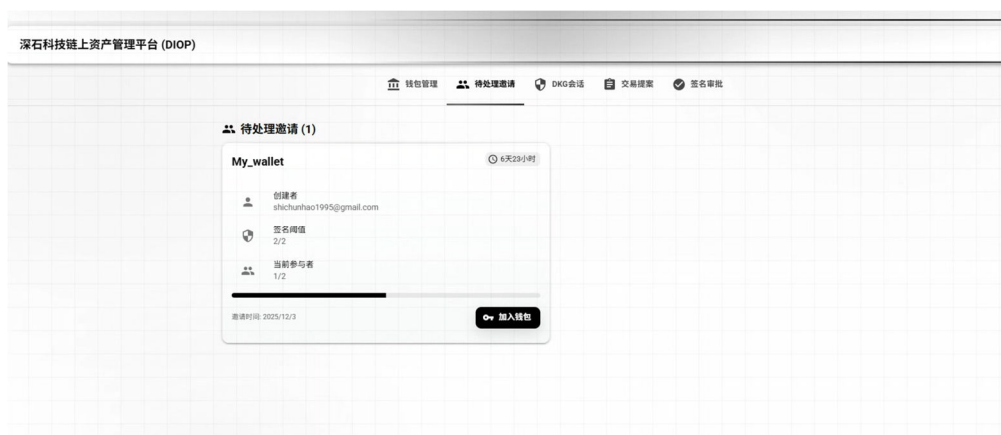 深石科技链上资产管理平台 (DIOP)
钱包管理 待处理邀请 DKG会话 交易提案 签名审批
待处理邀请 (1)
My_wallet 6天23小时
创建者
shichunhao1995@gmail.com
签名阈值
2/2
当前参与者
1/2
邀请时间: 2025/12/3 加入钱包